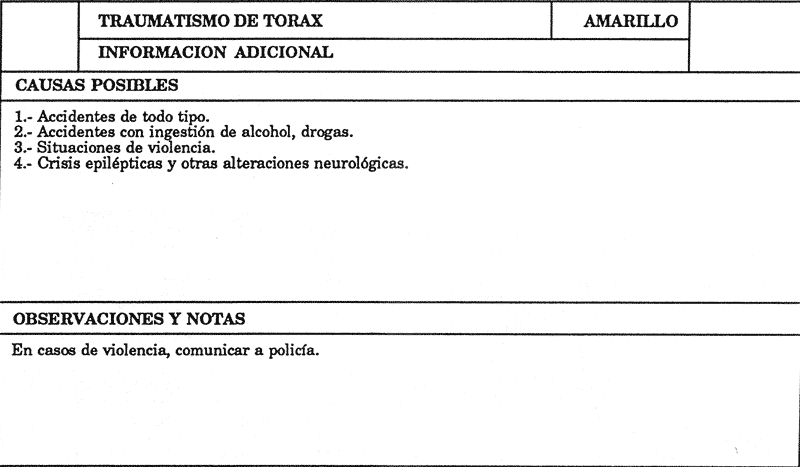 TRAUMATISMO DE TORAX
AMARILLO
INFORMACION ADICIONAL
CAUSAS POSIBLES
1.- Accidentes de todo tipo.
2.- Accidentes con ingestión de alcohol, drogas.
3.- Situaciones de violencia.
4.- Crisis epilépticas y otras alteraciones neurológicas.
OBSERVACIONES Y NOTAS
En casos de violencia, comunicar a policía.